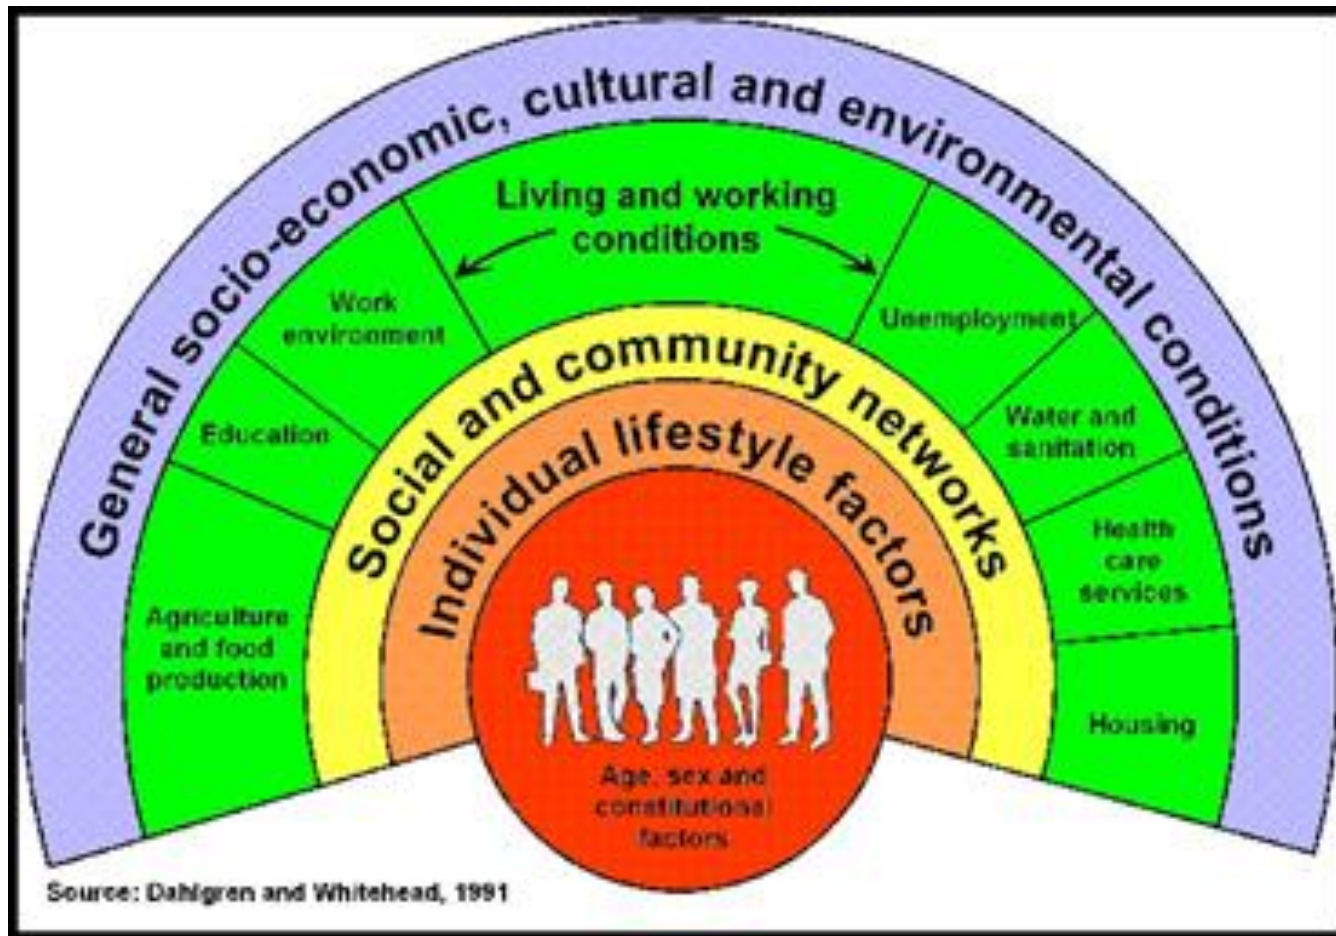 General socio-economic, cultural and environmental conditions
Living and working
conditions
Work
environment
Unemployment
Education
Water and
sanitation
Agriculture
and food
production
Health
care
services
Housing
Social and community networks
Individual lifestyle factors
Age, sex and
constitutional
factors
Source: Dahlgren and Whitehead, 1991